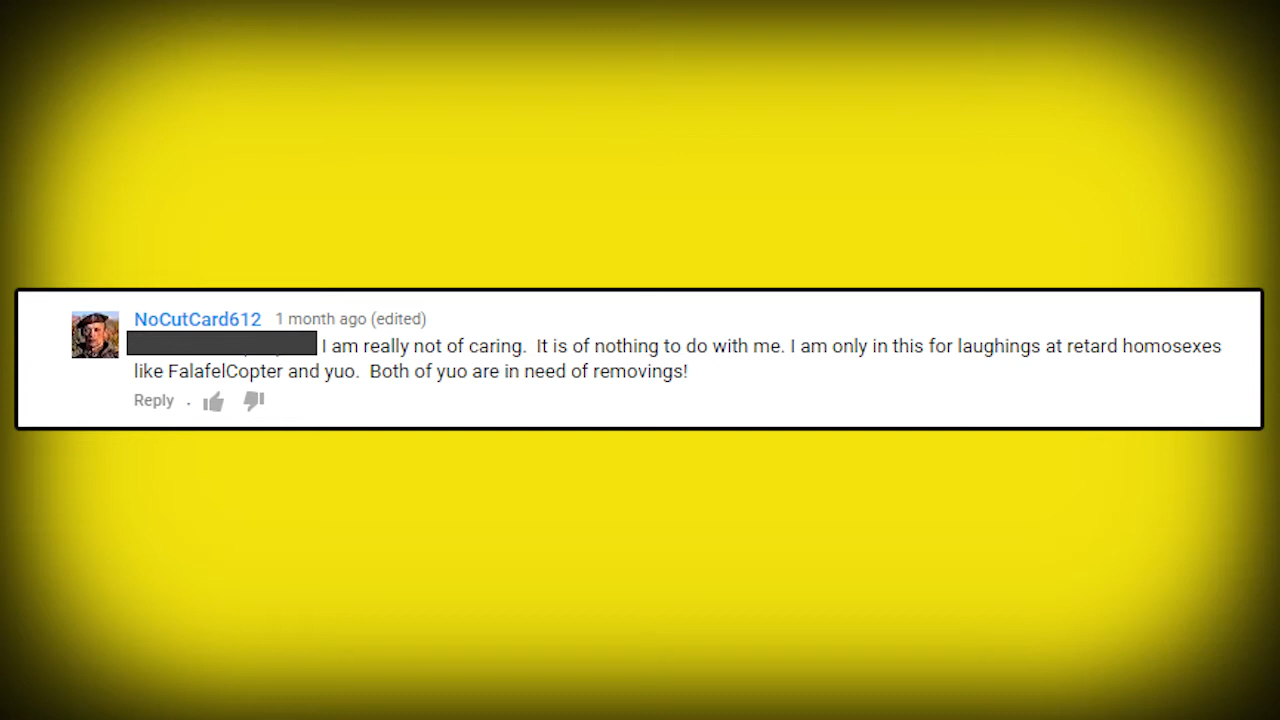 NoCutCard612 1 month ago (edited)
I am really not of caring.  It is of nothing to do with me. I am only in this for laughings at retard homosexes
like FalafelCopter and yuo.  Both of yuo are in need of removings!
Reply .